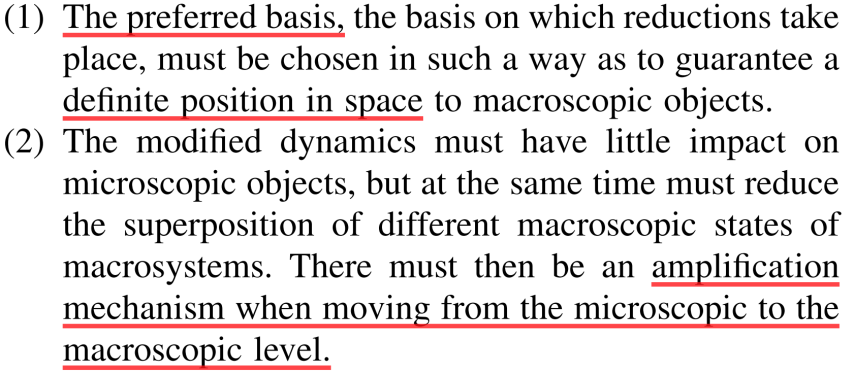 (1) The preferred basis, the basis on which reductions take
place, must be chosen in such a way as to guarantee a
definite position in space to macroscopic objects.
(2) The modified dynamics must have little impact on
microscopic objects, but at the same time must reduce
the superposition of different macroscopic states of
macrosystems. There must then be an amplification
mechanism when moving from the microscopic to the
macroscopic level.